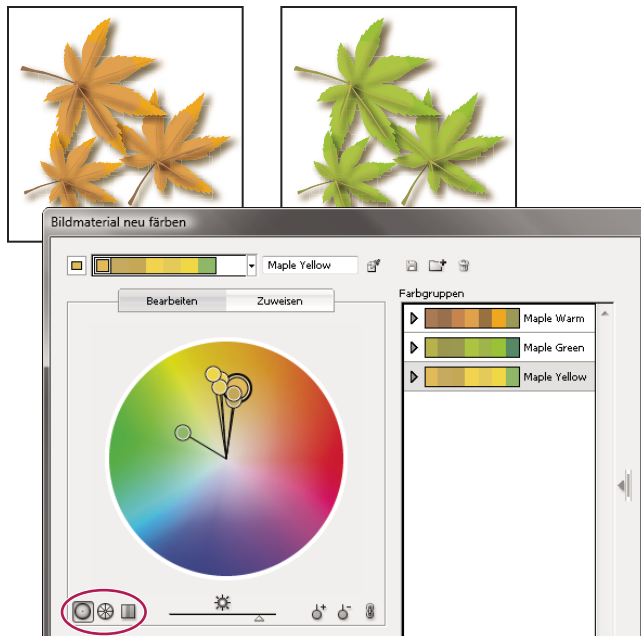 Bildmaterial neu färben
Maple Yellow
Bearbeiten Zuweisen
Farbgruppen
Maple Warm
Maple Green
Maple Yellow